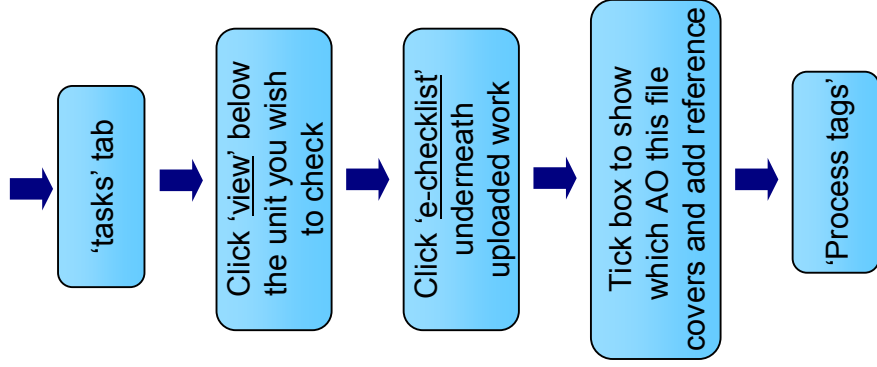 ‘tasks’ tab
Click ‘view’ below
the unit you wish
to check
Click ‘e-checklist’
underneath
uploaded work
Tick box to show
which AO this file
covers and add reference
‘Process tags’